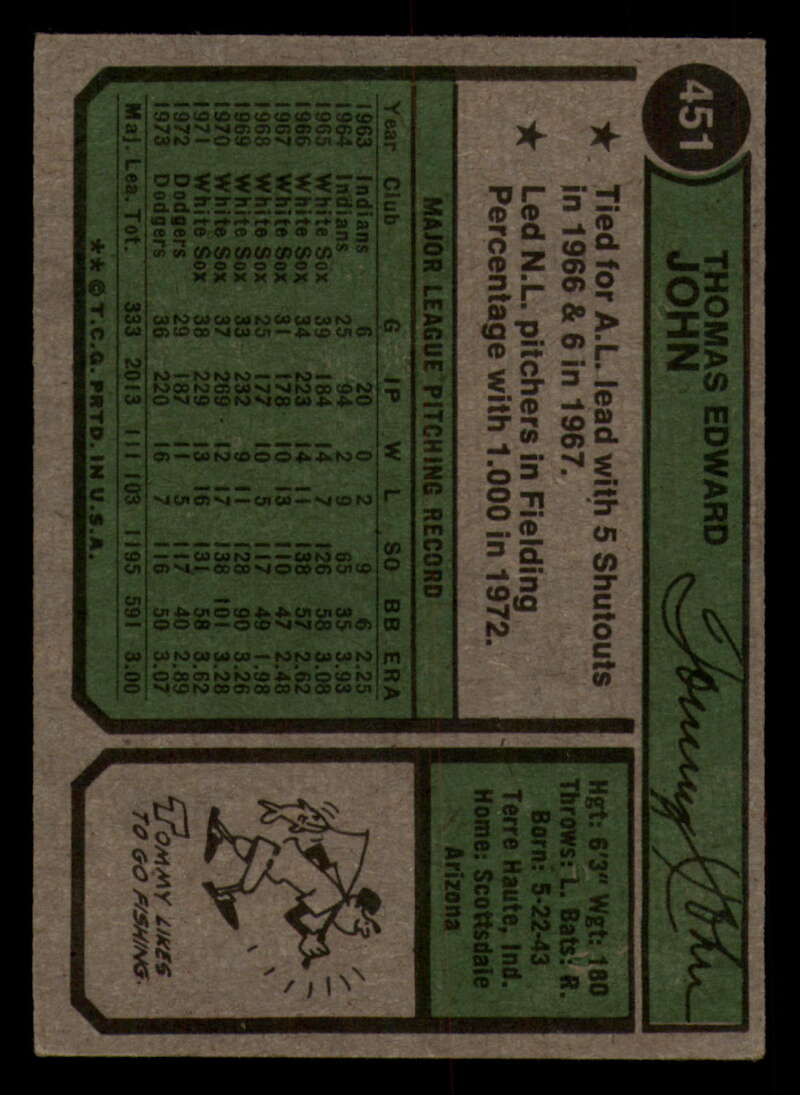 451
THOMAS EDWARD
JOHN
Tommy John
★ Tied for A.L. lead with 5 Shutouts
in 1966 & 6 in 1967.
★ Led N.L. pitchers in Fielding
Percentage with 1.000 in 1972.
MAJOR LEAGUE PITCHING RECORD
Year Club G IP W L SO BB ERA
1963 Indians 6 20 0 2 9 6 2.25
1964 Indians 25 94 2 9 65 35 3.93
1965 White Sox 39 184 14 7 126 58 3.08
1966 White Sox 34 223 14 11 138 57 2.62
1967 White Sox 31 178 10 13 110 47 2.48
1968 White Sox 25 177 10 5 117 49 1.98
1969 White Sox 33 232 9 11 128 90 3.26
1970 White Sox 37 269 12 17 138 101 3.28
1971 White Sox 38 229 13 16 131 58 3.62
1972 Dodgers 29 187 11 5 117 40 2.89
1973 Dodgers 36 220 16 7 116 50 3.07
Maj. Lea. Tot. 333 2013 111 103 1195 591 3.00
** © T.C.G. PRTD. IN U.S.A.
Hgt: 6'3" Wgt: 180
Throws: L. Bats: R.
Born: 5-22-43
Terre Haute, Ind.
Home: Scottsdale
Arizona
TOMMY LIKES
TO GO FISHING.